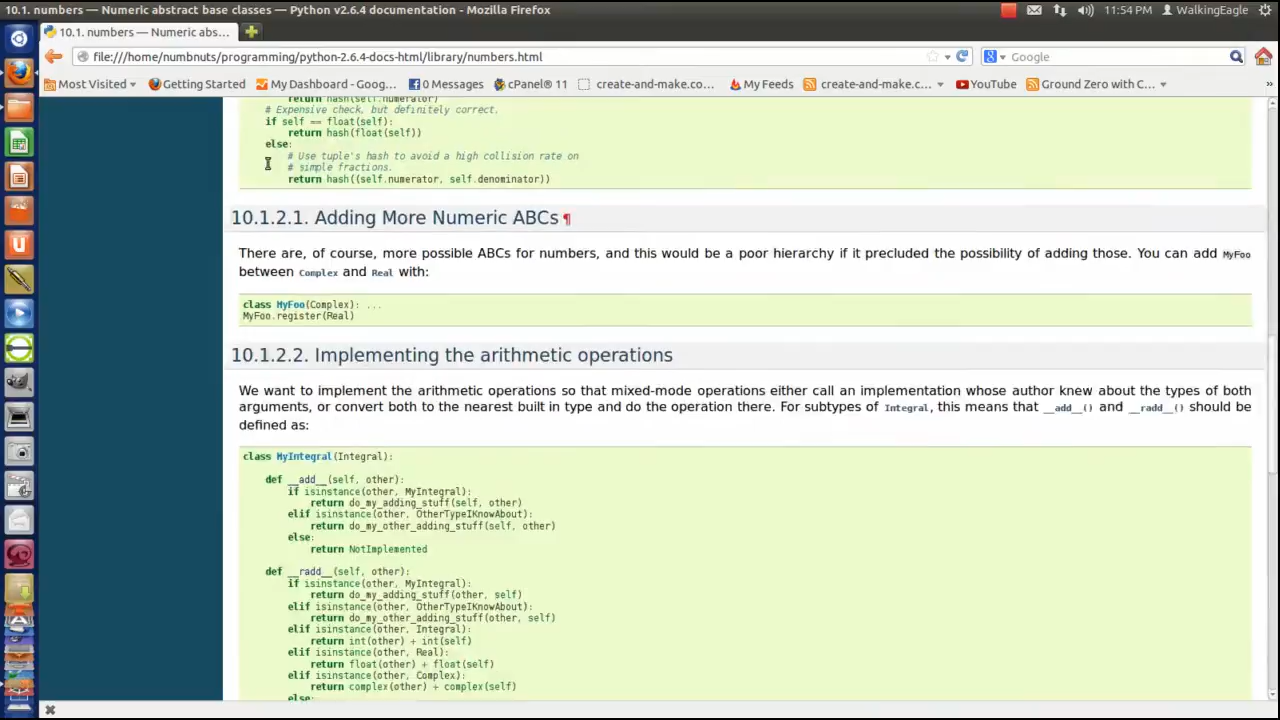 10.1. numbers — Numeric abstract base classes — Python v2.6.4 documentation - Mozilla Firefox
11:54 PM
WalkingEagle
10.1. numbers — Numeric abs...
file:///home/numbnuts/programming/python-2.6.4-docs-html/library/numbers.html
Google
Most Visited
Getting Started
My Dashboard - Goog...
0 Messages
cPanel® 11
create-and-make.co...
My Feeds
create-and-make.c...
YouTube
Ground Zero with C...
»
return hash(self.numerator)
# Expensive check, but definitely correct.
if self == float(self):
return hash(float(self))
else:
# Use tuple's hash to avoid a high collision rate on
# simple fractions.
return hash((self.numerator, self.denominator))
10.1.2.1. Adding More Numeric ABCs ¶
There are, of course, more possible ABCs for numbers, and this would be a poor hierarchy if it precluded the possibility of adding those. You can add MyFoo
between Complex and Real with:
class MyFoo(Complex): ...
MyFoo.register(Real)
10.1.2.2. Implementing the arithmetic operations
We want to implement the arithmetic operations so that mixed-mode operations either call an implementation whose author knew about the types of both
arguments, or convert both to the nearest built in type and do the operation there. For subtypes of Integral, this means that __add__() and __radd__() should be
defined as:
class MyIntegral(Integral):
def __add__(self, other):
if isinstance(other, MyIntegral):
return do_my_adding_stuff(self, other)
elif isinstance(other, OtherTypeIKnowAbout):
return do_my_other_adding_stuff(self, other)
else:
return NotImplemented
def __radd__(self, other):
if isinstance(other, MyIntegral):
return do_my_adding_stuff(other, self)
elif isinstance(other, OtherTypeIKnowAbout):
return do_my_other_adding_stuff(other, self)
elif isinstance(other, Integral):
return int(other) + int(self)
elif isinstance(other, Real):
return float(other) + float(self)
elif isinstance(other, Complex):
return complex(other) + complex(self)
else: